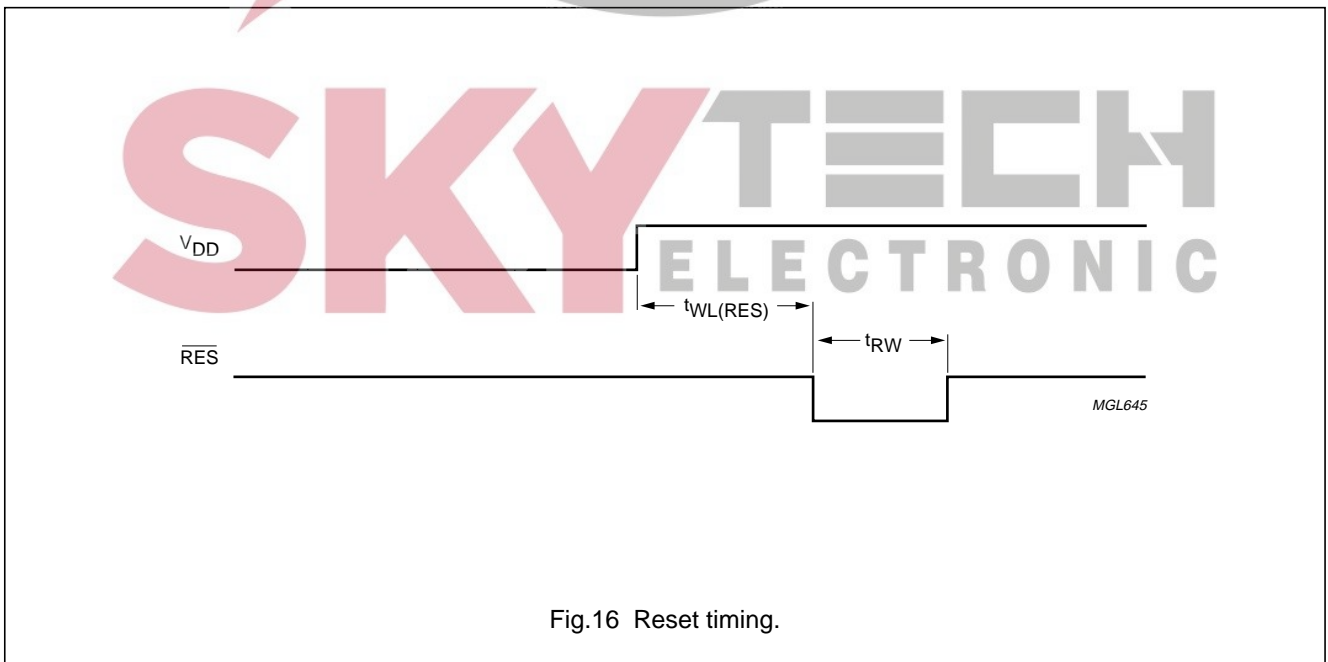 SKYTECH
ELECTRONIC
VDD
tWL(RES)
tRW
RES
MGL645
Fig.16 Reset timing.